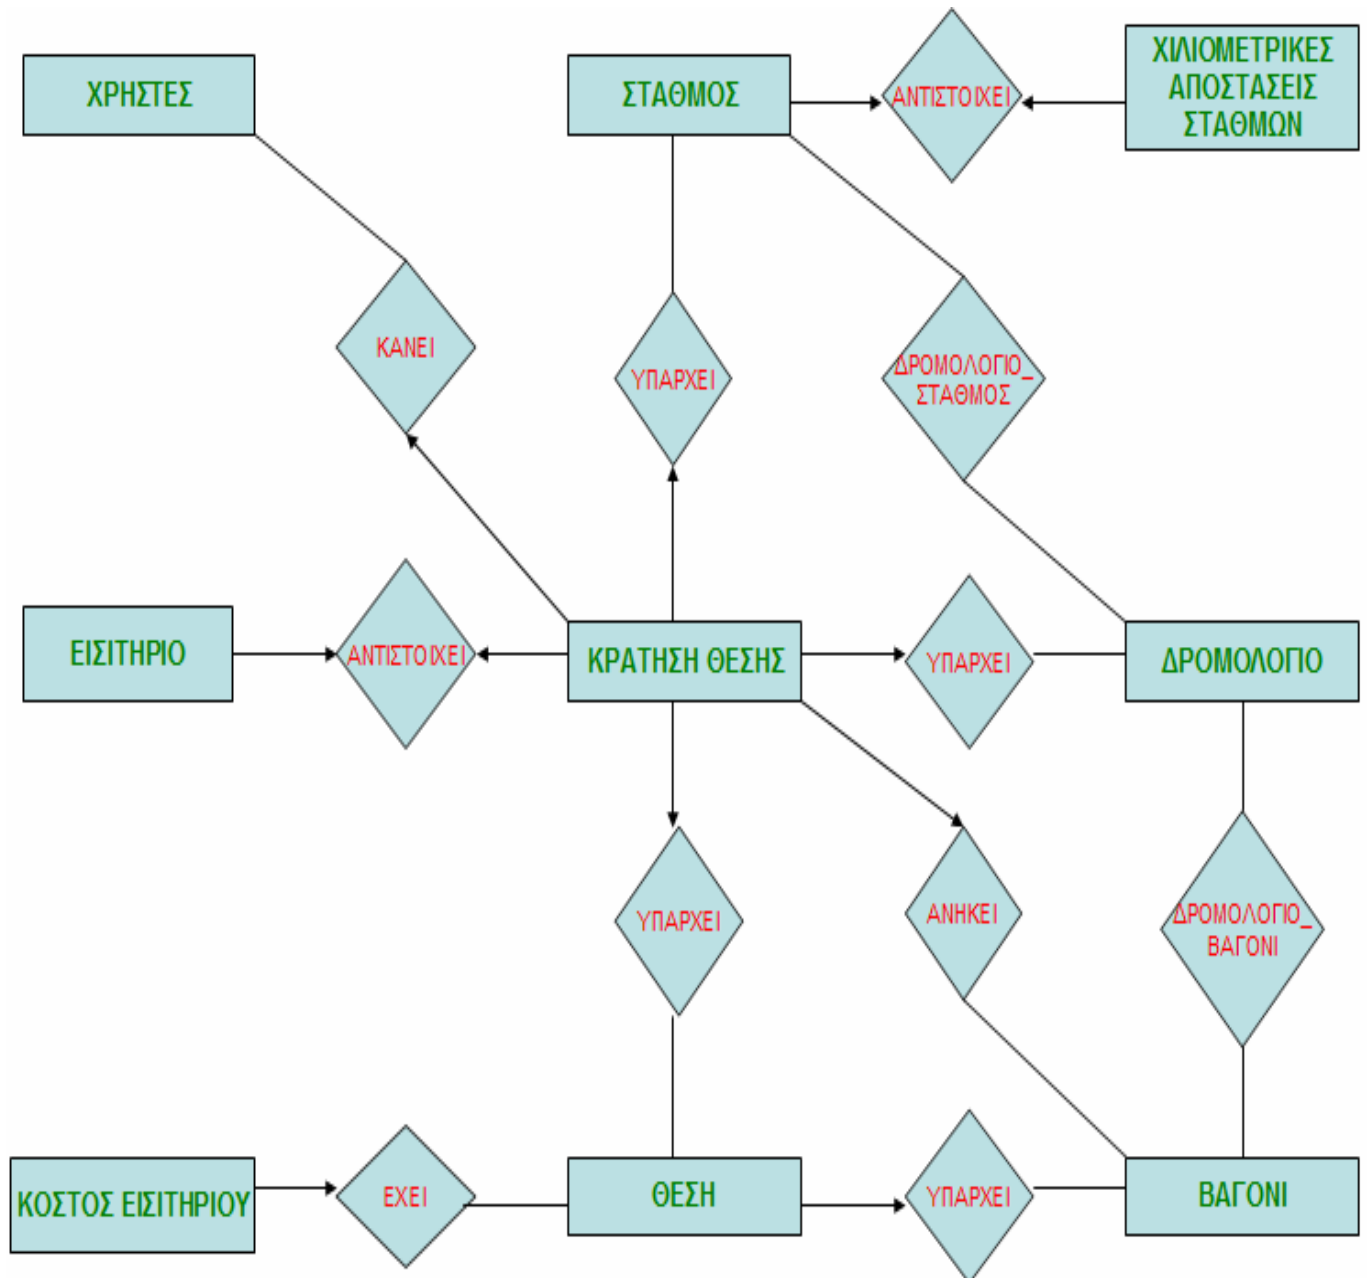 ΧΡΗΣΤΕΣ
ΣΤΑΘΜΟΣ
ΑΝΤΙΣΤΟΙΧΕΙ
ΧΙΛΙΟΜΕΤΡΙΚΕΣ
ΑΠΟΣΤΑΣΕΙΣ
ΣΤΑΘΜΩΝ
ΚΑΝΕΙ
ΥΠΑΡΧΕΙ
ΔΡΟΜΟΛΟΓΙΟ_
ΣΤΑΘΜΟΣ
ΕΙΣΙΤΗΡΙΟ
ΑΝΤΙΣΤΟΙΧΕΙ
ΚΡΑΤΗΣΗ ΘΕΣΗΣ
ΥΠΑΡΧΕΙ
ΔΡΟΜΟΛΟΓΙΟ
ΥΠΑΡΧΕΙ
ΑΝΗΚΕΙ
ΔΡΟΜΟΛΟΓΙΟ_
ΒΑΓΟΝΙ
ΚΟΣΤΟΣ ΕΙΣΙΤΗΡΙΟΥ
ΕΧΕΙ
ΘΕΣΗ
ΥΠΑΡΧΕΙ
ΒΑΓΟΝΙ